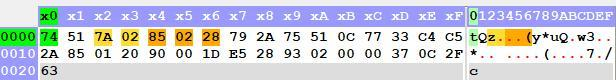 x0 x1 x2 x3 x4 x5 x6 x7 x8 x9 xA xB xC xD xE xF 0123456789ABCDEF
0000 74 51 7A 02 85 02 28 79 2A 75 51 0C 77 33 C4 C5 tQz...(y*uQ.w3..
0010 2A 85 01 20 90 00 1D E5 28 93 02 00 00 37 0C 2F *.. ....(....7./
0020 63 c